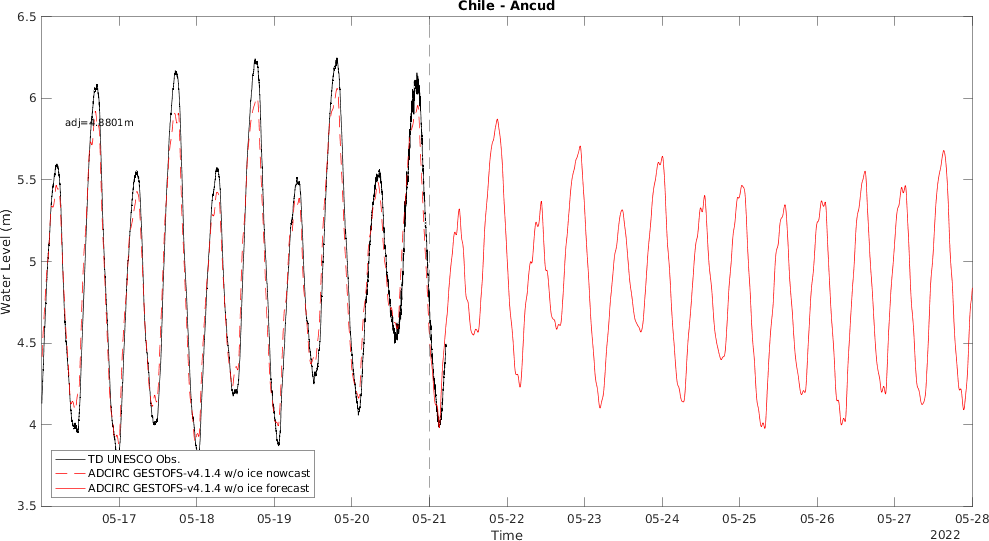 Chile - Ancud
6.5
6
5.5
5
4.5
4
3.5
Water Level (m)
adj=4.8801m
TD UNESCO Obs.
ADCIRC GESTOFS-v4.1.4 w/o ice nowcast
ADCIRC GESTOFS-v4.1.4 w/o ice forecast
05-17 05-18 05-19 05-20 05-21 05-22 05-23 05-24 05-25 05-26 05-27 05-28
Time
2022